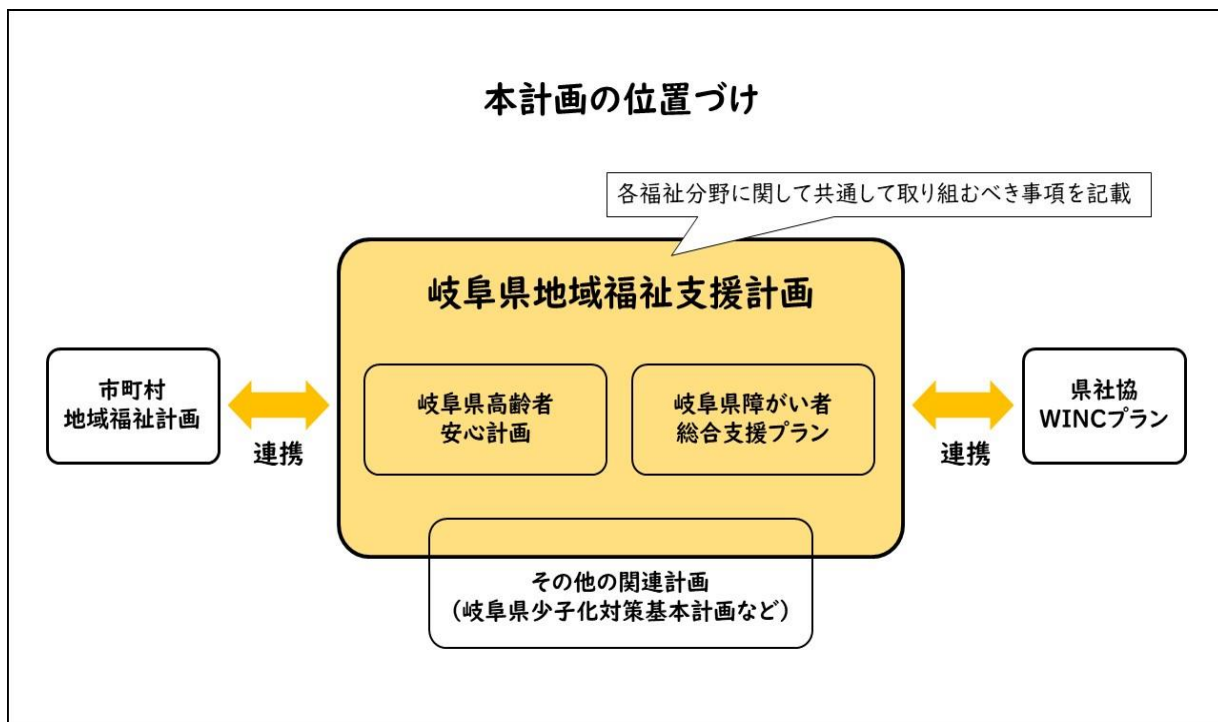 本計画の位置づけ
各福祉分野に関して共通して取り組むべき事項を記載
岐阜県地域福祉支援計画
市町村
地域福祉計画
連携
岐阜県高齢者
安心計画
岐阜県障がい者
総合支援プラン
連携
県社協
WINCプラン
その他の関連計画
（岐阜県少子化対策基本計画など）